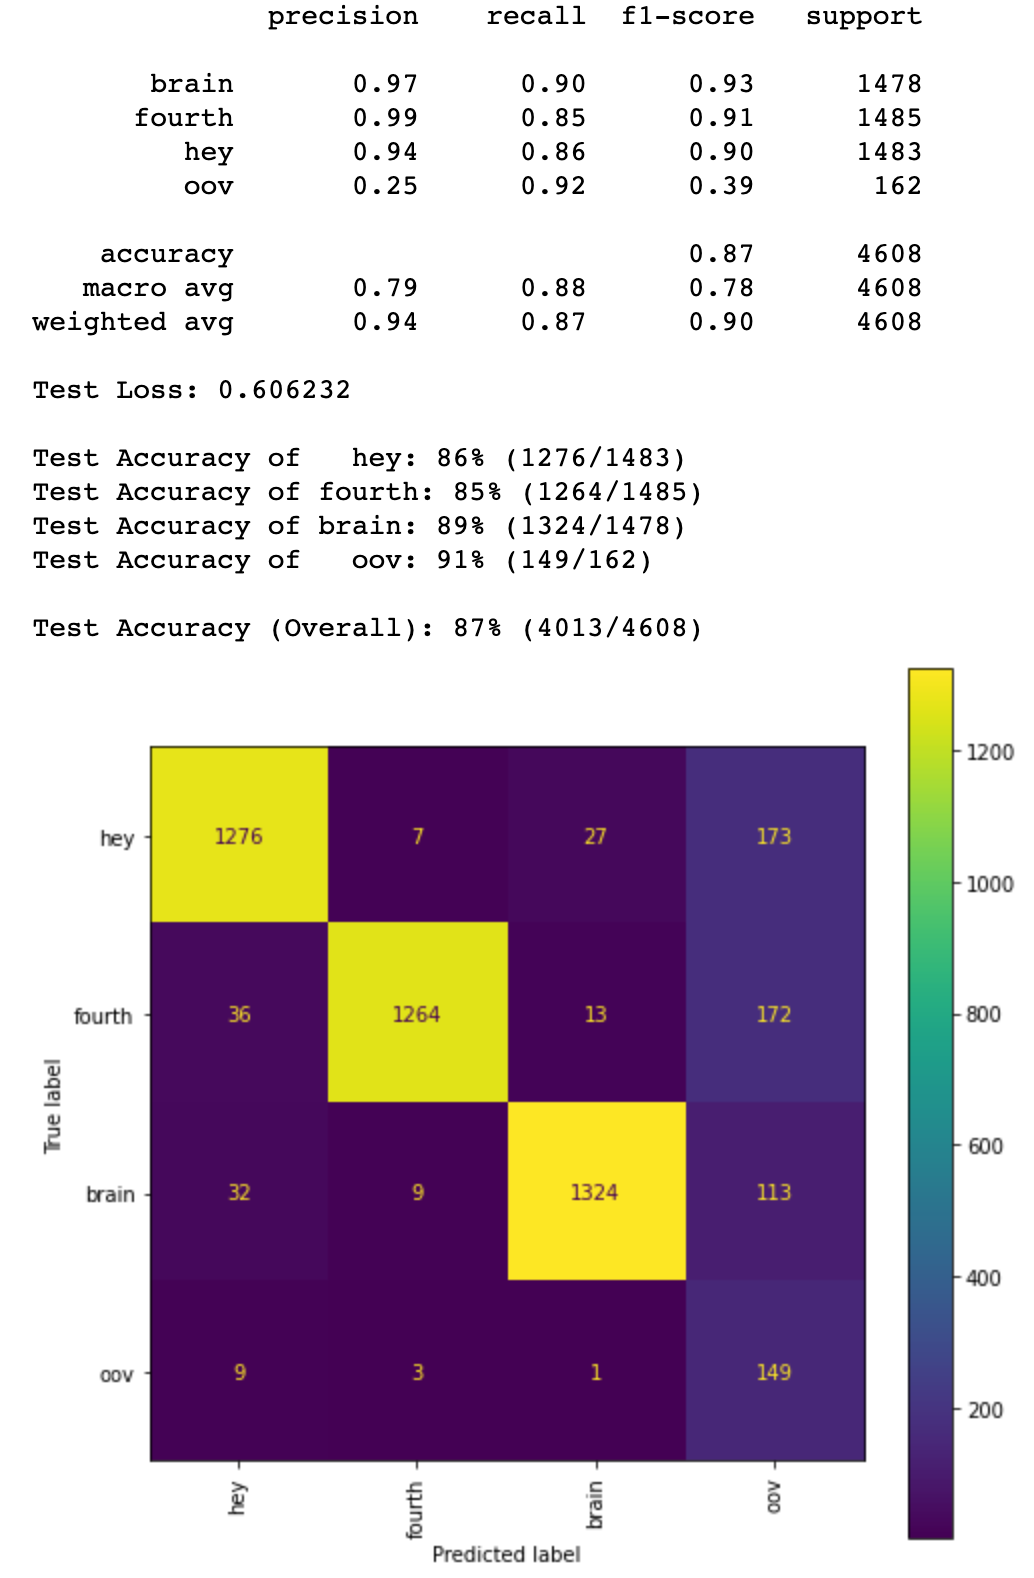 precision recall f1-score support
brain 0.97 0.90 0.93 1478
fourth 0.99 0.85 0.91 1485
hey 0.94 0.86 0.90 1483
oov 0.25 0.92 0.39 162
accuracy 0.87 4608
macro avg 0.79 0.88 0.78 4608
weighted avg 0.94 0.87 0.90 4608
Test Loss: 0.606232
Test Accuracy of hey: 86% (1276/1483)
Test Accuracy of fourth: 85% (1264/1485)
Test Accuracy of brain: 89% (1324/1478)
Test Accuracy of oov: 91% (149/162)
Test Accuracy (Overall): 87% (4013/4608)
True label
hey 1276 7 27 173
fourth 36 1264 13 172
brain 32 9 1324 113
oov 9 3 1 149
hey fourth brain oov
Predicted label
1200
1000
800
600
400
200